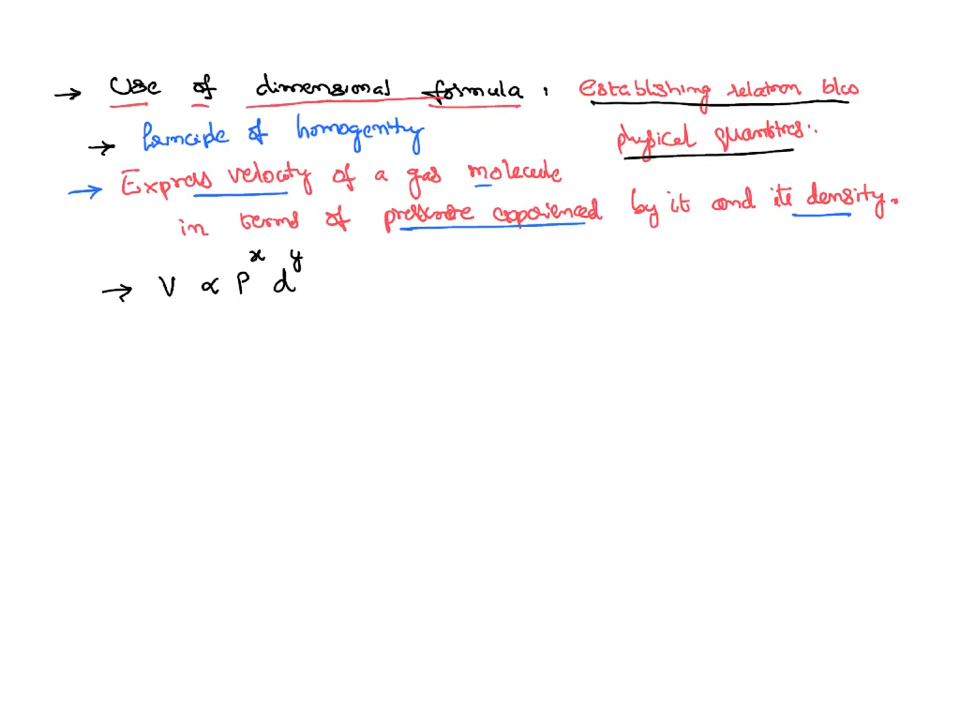 → Use of dimensional formula : Establishing relation b/w
physical quantities :
→ Principle of homogenity
→ Express velocity of a gas molecule
in terms of pressure experienced by it and its density.
→ V ∝ P^x d^y